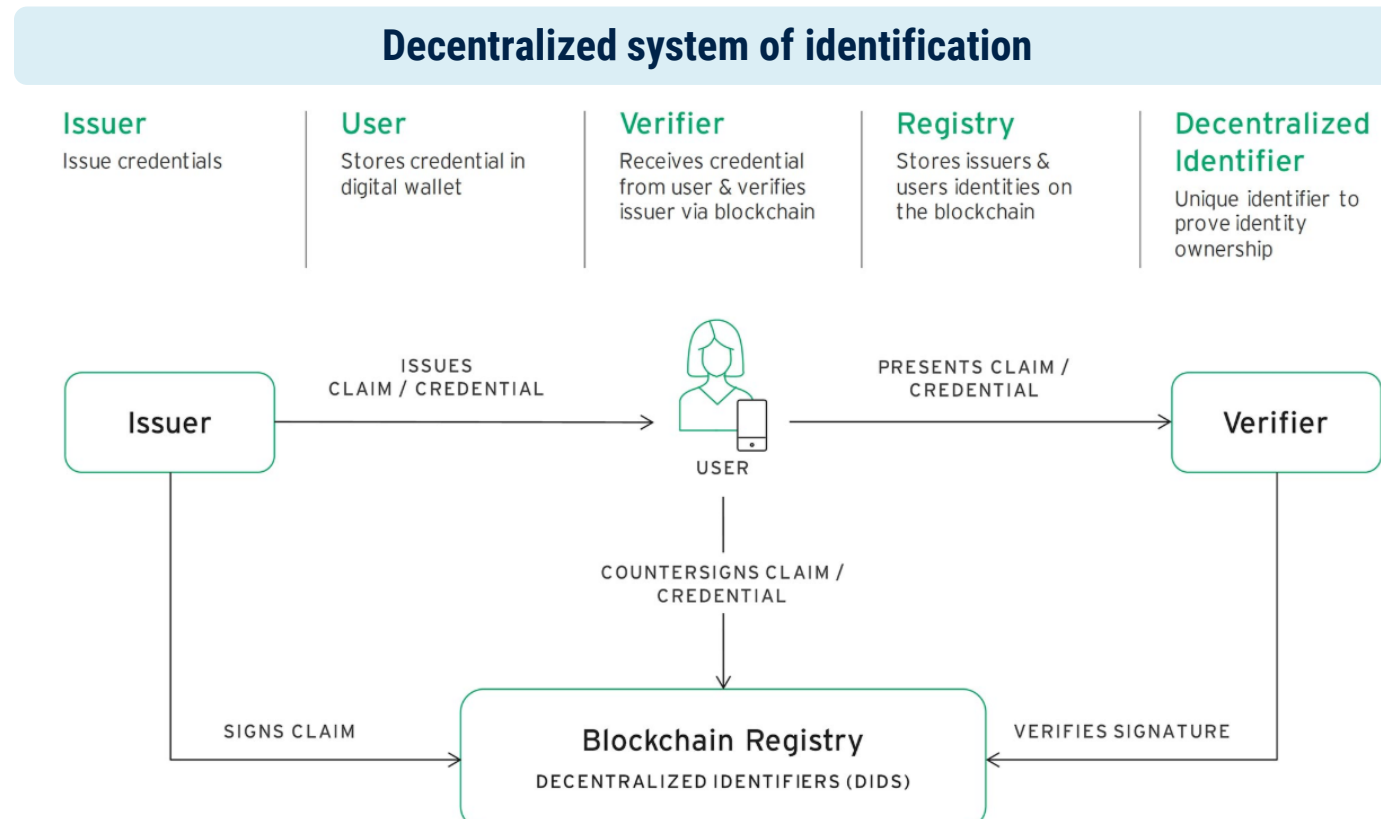 Decentralized system of identification
Issuer
Issue credentials
User
Stores credential in
digital wallet
Verifier
Receives credential
from user & verifies
issuer via blockchain
Registry
Stores issuers &
users identities on
the blockchain
Decentralized
Identifier
Unique identifier to
prove identity
ownership
Issuer
ISSUES
CLAIM / CREDENTIAL
USER
PRESENTS CLAIM /
CREDENTIAL
Verifier
COUNTERSIGNS CLAIM /
CREDENTIAL
SIGNS CLAIM
Blockchain Registry
DECENTRALIZED IDENTIFIERS (DIDS)
VERIFIES SIGNATURE